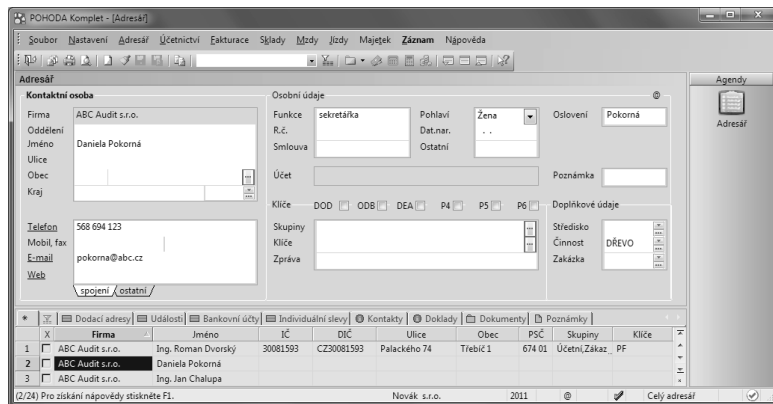 POHODA Komplet - [Adresář]
Soubor Nastavení Adresář Účetnictví Fakturace Sklady Mzdy Jízdy Majetek Záznam Nápověda
Adresář Agendy
Kontaktní osoba Osobní údaje
Firma ABC Audit s.r.o. Funkce sekretářka Pohlaví Žena Oslovení Pokorná
Oddělení R.č. Dat.nar. . .
Adresář
Jméno Daniela Pokorná Smlouva Ostatní
Ulice
Obec Účet Poznámka
Kraj
Klíče DOD ODB DEA P4 P5 P6 Doplňkové údaje
Telefon 568 694 123 Skupiny Středisko
Mobil, fax Klíče Činnost DŘEVO
E-mail pokorna@abc.cz Zpráva Zakázka
Web
spojení ostatní
* Dodací adresy Události Bankovní účty Individuální slevy Kontakty Doklady Dokumenty Poznámky
X Firma Jméno IČ DIČ Ulice Obec PSČ Skupiny Klíče
1 ABC Audit s.r.o. Ing. Roman Dvorský 30081593 CZ30081593 Palackého 74 Třebíč 1 674 01 Účetní,Zákaz PF
2 ABC Audit s.r.o. Daniela Pokorná
3 ABC Audit s.r.o. Ing. Jan Chalupa
(2/24) Pro získání nápovědy stiskněte F1. Novák s.r.o. 2011 @ Celý adresář